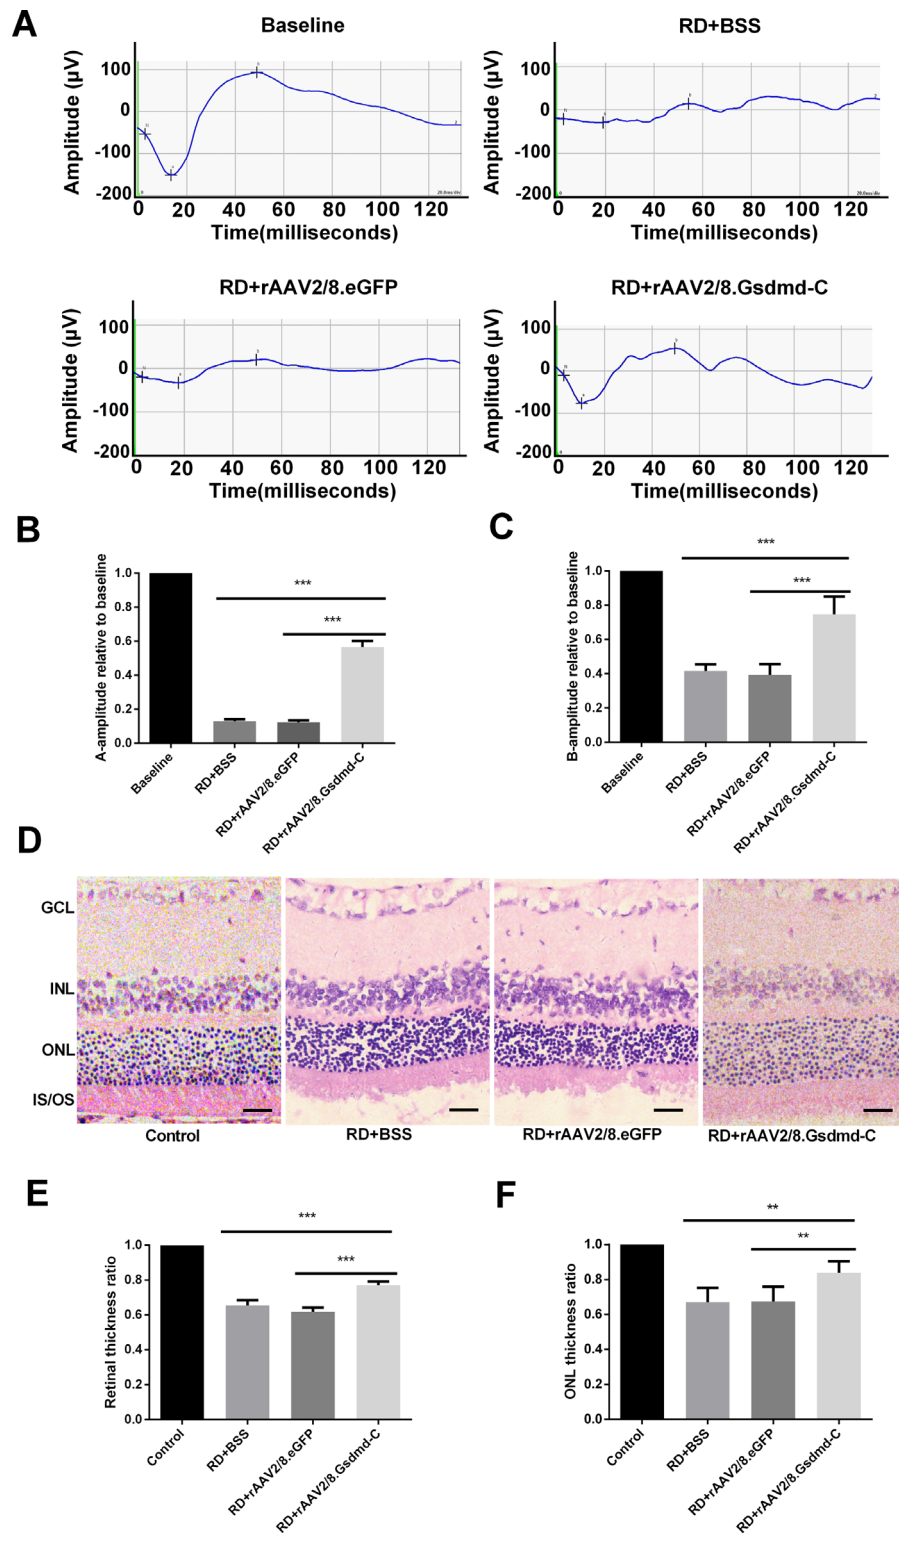 A
Baseline
RD+BSS
Amplitude (µV)
100
0
-100
-200
0 20 40 60 80 100 120
Time(milliseconds)
Amplitude (µV)
100
0
-100
-200
0 20 40 60 80 100 120
Time(milliseconds)
RD+rAAV2/8.eGFP
RD+rAAV2/8.Gsdmd-C
Amplitude (µV)
100
0
-100
-200
0 20 40 60 80 100 120
Time(milliseconds)
Amplitude (µV)
100
0
-100
-200
0 20 40 60 80 100 120
Time(milliseconds)
B
A-amplitude relative to baseline
1.0
0.8
0.6
0.4
0.2
0.0
***
***
Baseline
RD+BSS
RD+rAAV2/8.eGFP
RD+rAAV2/8.Gsdmd-C
C
B-amplitude relative to baseline
1.0
0.8
0.6
0.4
0.2
0.0
***
***
Baseline
RD+BSS
RD+rAAV2/8.eGFP
RD+rAAV2/8.Gsdmd-C
D
GCL
INL
ONL
IS/OS
Control
RD+BSS
RD+rAAV2/8.eGFP
RD+rAAV2/8.Gsdmd-C
E
Retinal thickness ratio
1.0
0.8
0.6
0.4
0.2
0.0
***
***
Control
RD+BSS
RD+rAAV2/8.eGFP
RD+rAAV2/8.Gsdmd-C
F
ONL thickness ratio
1.0
0.8
0.6
0.4
0.2
0.0
**
**
Control
RD+BSS
RD+rAAV2/8.eGFP
RD+rAAV2/8.Gsdmd-C